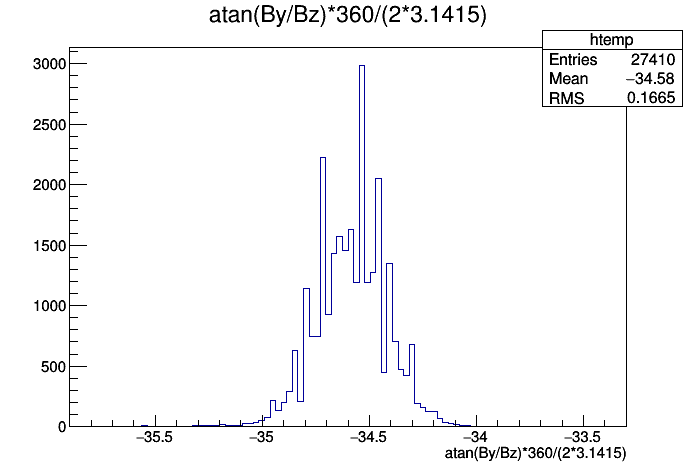 atan(By/Bz)*360/(2*3.1415)
htemp
Entries 27410
Mean −34.58
RMS 0.1665
3000
2500
2000
1500
1000
500
0
−35.5 −35 −34.5 −34 −33.5
atan(By/Bz)*360/(2*3.1415)